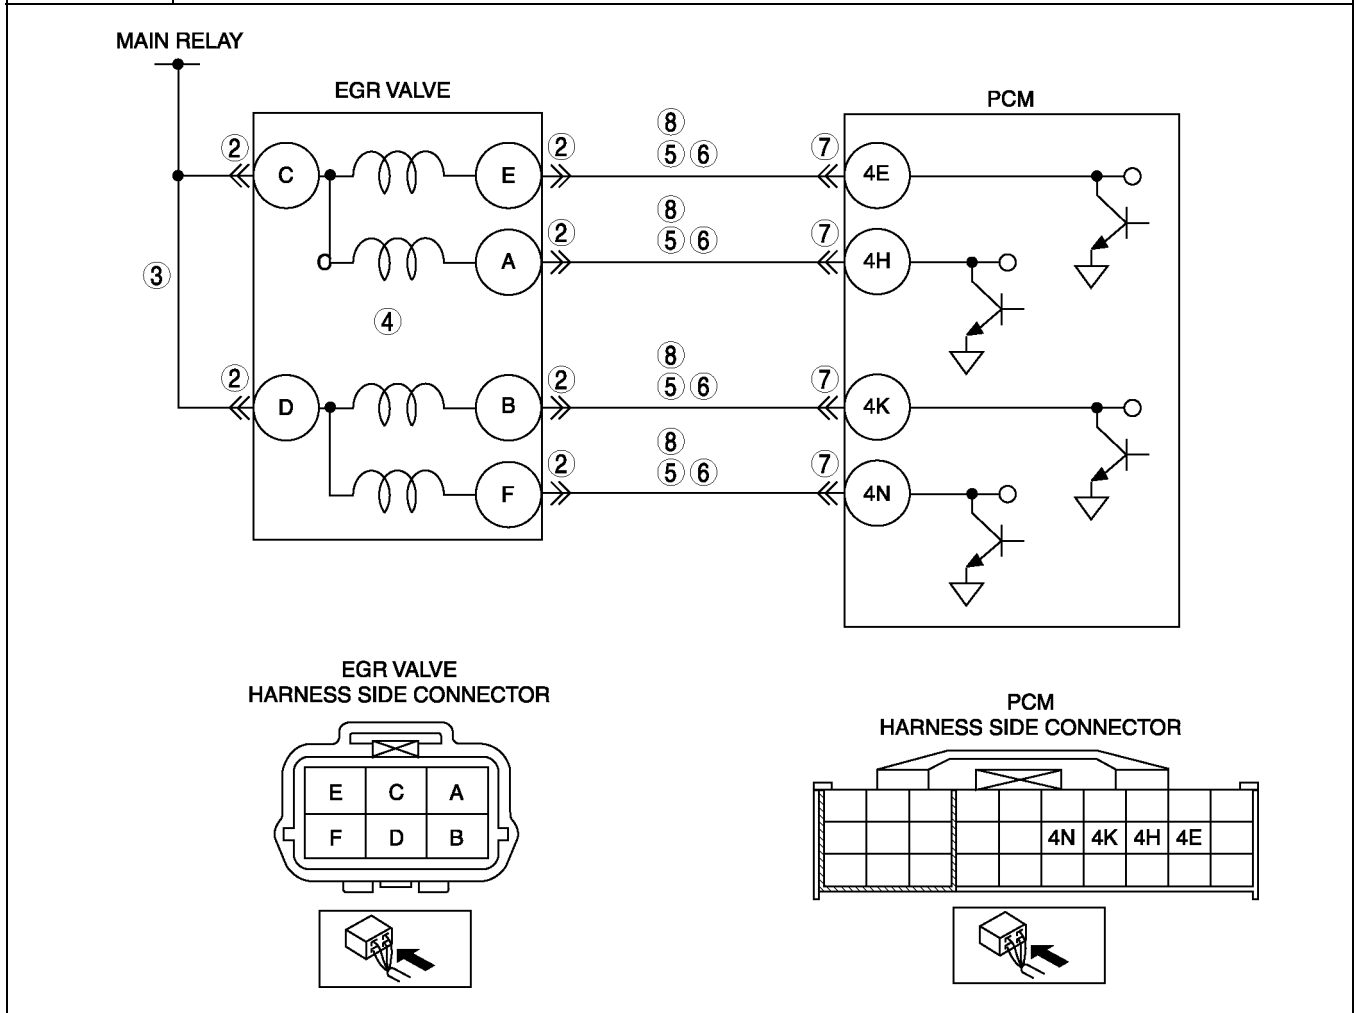 MAIN RELAY
EGR VALVE
PCM
8
2 2 5 6 7
C E 4E
8
2 5 6 7
C A 4H
3
4
8
2 2 5 6 7
D B 4K
8
2 5 6 7
F 4N
EGR VALVE
HARNESS SIDE CONNECTOR
PCM
HARNESS SIDE CONNECTOR
E C A
F D B
4N 4K 4H 4E